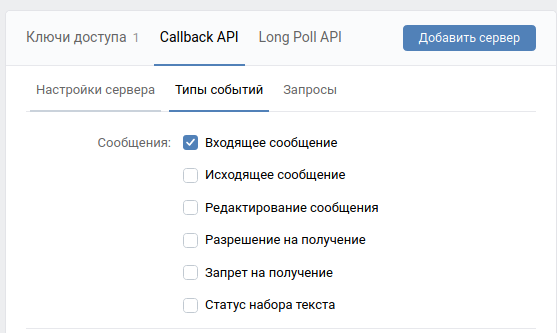 Ключи доступа 1 Callback API Long Poll API Добавить сервер
Настройки сервера Типы событий Запросы
Сообщения: Входящее сообщение
Исходящее сообщение
Редактирование сообщения
Разрешение на получение
Запрет на получение
Статус набора текста